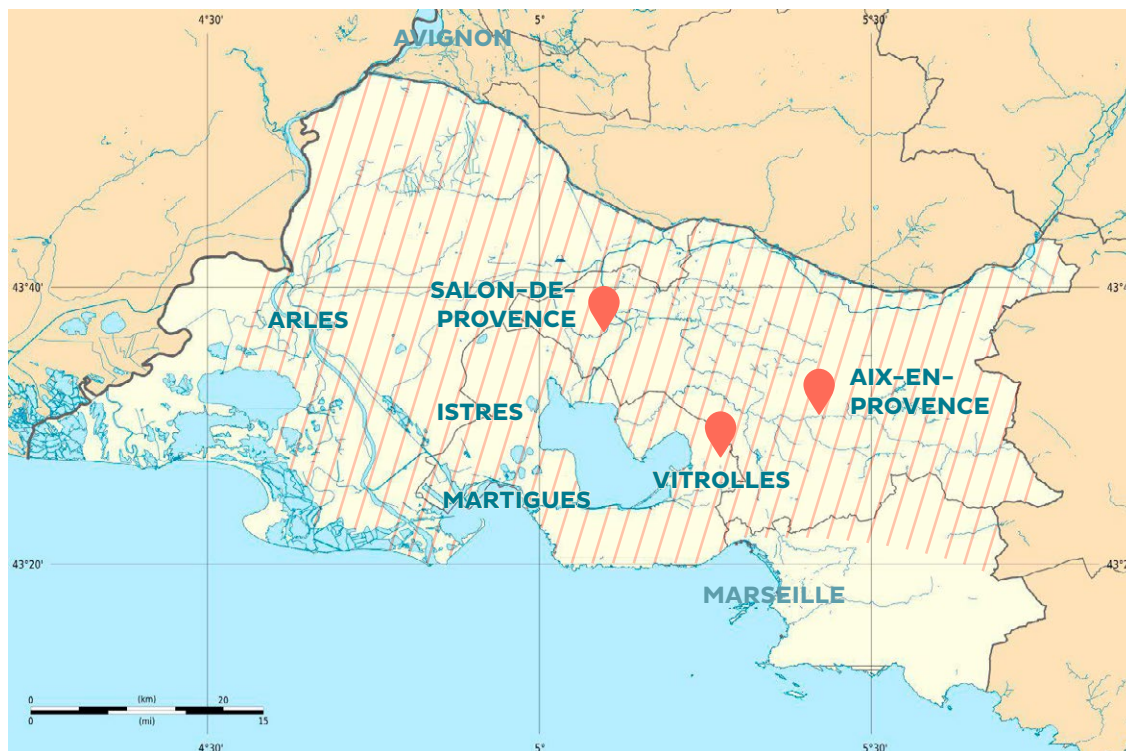 4°30'
5°
5°30'
AVIGNON
43°40'
43°4
SALON-DE-
PROVENCE
ARLES
AIX-EN-
PROVENCE
ISTRES
VITROLLES
MARTIGUES
43°20'
43°2
MARSEILLE
0 (km) 20
0 (mi) 15
4°30'
5°
5°30'